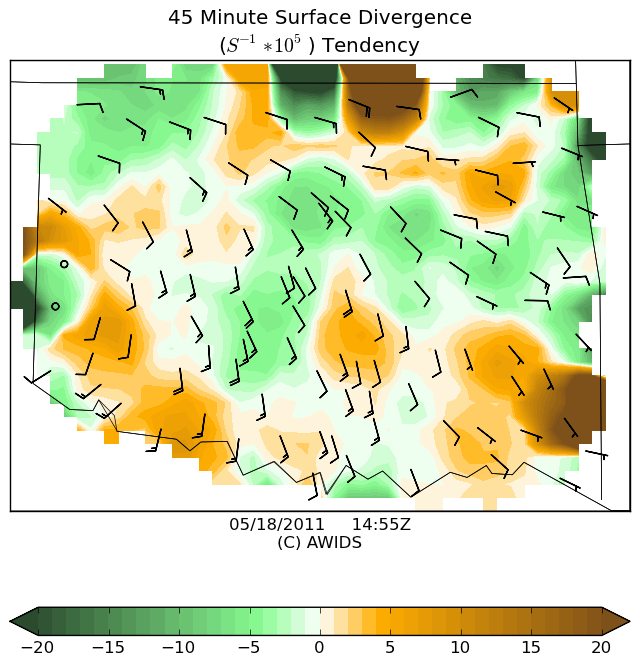 45 Minute Surface Divergence
(S⁻¹ ∗ 10⁵ ) Tendency
05/18/2011 14:55Z
(C) AWIDS
−20 −15 −10 −5 0 5 10 15 20